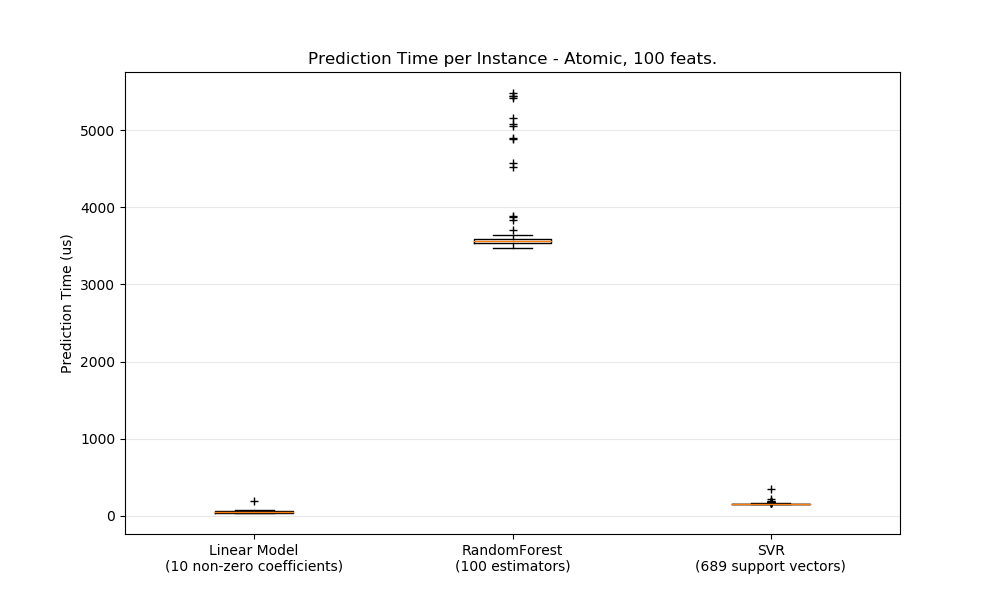 Prediction Time per Instance - Atomic, 100 feats.
Prediction Time (us)
5000
4000
3000
2000
1000
0
Linear Model
(10 non-zero coefficients)
RandomForest
(100 estimators)
SVR
(689 support vectors)